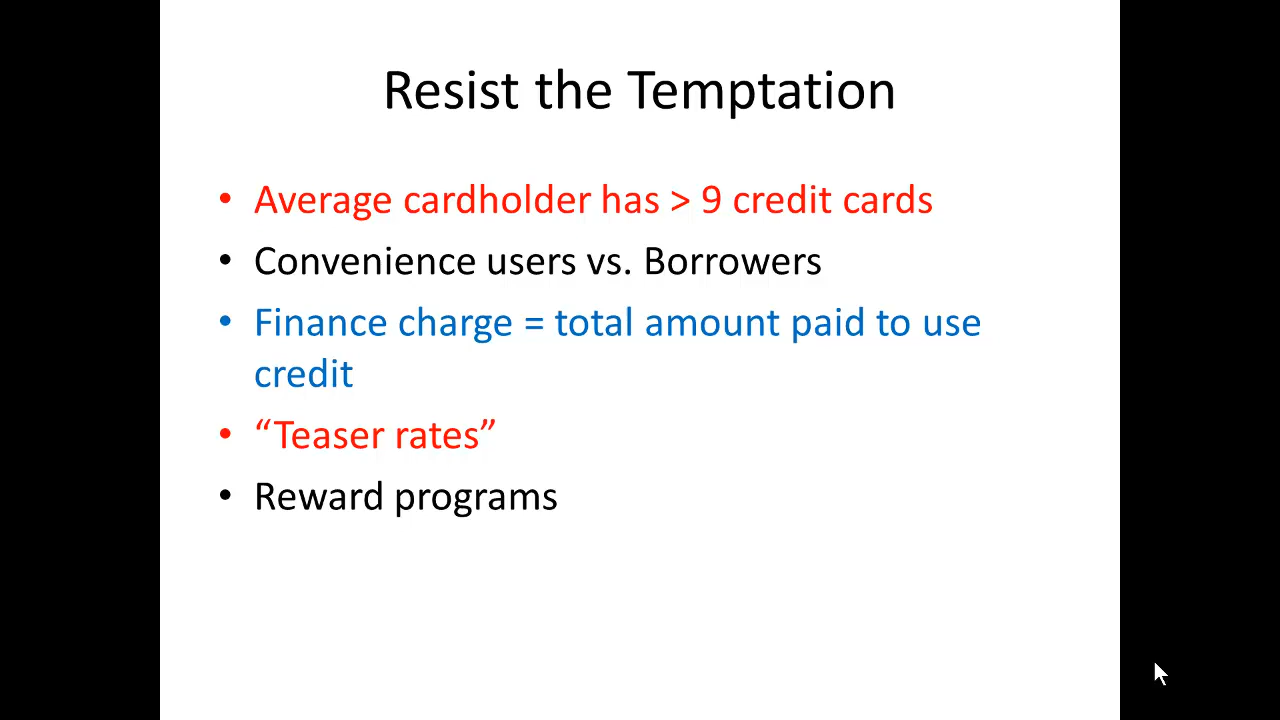 Resist the Temptation
• Average cardholder has > 9 credit cards
• Convenience users vs. Borrowers
• Finance charge = total amount paid to use
credit
• “Teaser rates”
• Reward programs